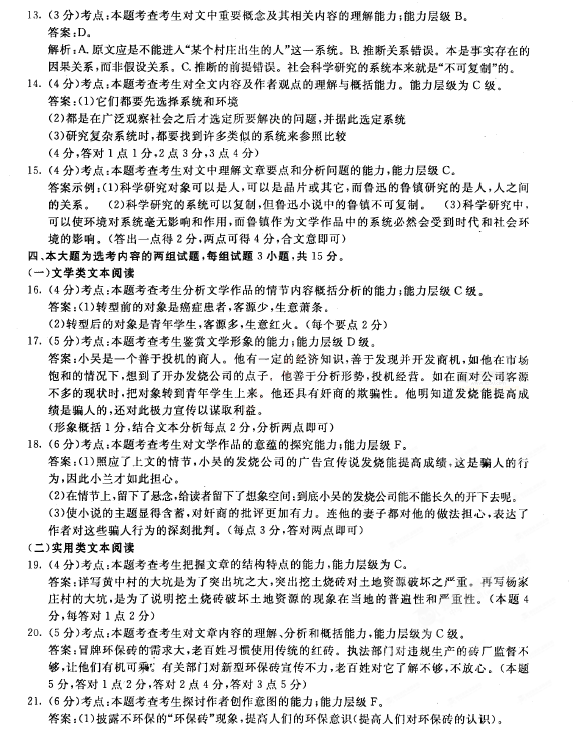 13. (3 分)考点:本题考查考生对文中重要概念及其相关内容的理解能力;能力层级 B。
答案:D。
解析:A. 原文应是不能进入“某个村庄出生的人”这一系统。B. 推断关系错误。本是事实存在的
因果关系,而非假设关系。C. 推断的前提错误。社会科学研究的系统本来就是“不可复制”的。
14. (4 分)考点:本题考查考生对全文内容及作者观点的理解与概括能力。能力层级为 C 级。
答案:(1)它们都要先选择系统和环境
(2)都是在广泛观察社会之后才选定所要解决的问题,并据此选定系统
(3)研究复杂系统时,都要找到许多类似的系统来参照比较
(4 分,答对 1 点 1 分,2 点 3 分,3 点 4 分)
15. (4 分)考点:本题考查考生对文中理解文章要点和分析问题的能力,能力层级 C。
答案示例:(1)科学研究对象可以是人,可以是晶片或其它,而鲁迅的鲁镇研究的是人,人之间
的关系。 (2)科学研究的系统可以复制,但鲁迅小说中的鲁镇不可复制。 (3)科学研究中,
可以使环境对系统毫无影响和作用,而鲁镇作为文学作品中的系统必然会受到时代和社会环
境的影响。(答出一点得 2 分,两点可得 4 分,合文意即可)
四、本大题为选考内容的两组试题,每组试题 3 小题,共 15 分。
(一)文学类文本阅读
16. (4 分)考点:本题考查考生分析文学作品的情节内容概括分析的能力;能力层级 C 级。
答案:(1)转型前的对象是癌症患者,客源少,生意萧条。
(2)转型后的对象是青年学生,客源多,生意红火。(每个要点 2 分)
17. (5 分)考点:本题考查考生鉴赏文学形象的能力;能力层级 D 级。
答案:小吴是一个善于投机的商人。他有一定的经济知识,善于发现并开发商机,如他在市场
饱和的情况下,想到了开办发烧公司的点子。他善于分析形势,投机经营。如在面对公司客源
不多的现状时,把对象转到青年学生上来。他还具有奸商的欺骗性。他明知道发烧能提高成
绩是骗人的,还对此极力宣传以谋取利益。
(形象概括 1 分,结合文本分析每点 2 分,分析两点即可)
18. (6 分)考点:本题考查考生对文学作品的意蕴的探究能力;能力层级 F。
答案:(1)照应了上文的情节,小吴的发烧公司的广告宣传说发烧能提高成绩,这是骗人的行
为,因此小兰才如此担心。
(2)在情节上,留下了悬念,给读者留下了想象空间:到底小吴的发烧公司能不能长久的开下去呢。
(3)使小说的主题显得含蓄,对奸商的批评更加有力。连他的妻子都对他的做法担心,表达了
作者对这些骗人行为的深刻批判。(每点 3 分,答对两点即可)
(二)实用类文本阅读
19. (4 分)考点:本题考查考生把握文章的结构特点的能力,能力层级为 C。
答案:详写黄中村的大坑是为了突出坑之大,突出挖土烧砖对土地资源破坏之严重。再写杨家
庄村的大坑,是为了说明挖土烧砖破坏土地资源的现象在当地的普遍性和严重性。(本题 4
分,每答对 1 点 2 分)
20. (5 分)考点:本题考查考生对文章内容的理解、分析和概括能力,能力层级为 C 级。
答案:冒牌环保砖的需求大,老百姓习惯使用传统的红砖。执法部门对违规生产的砖厂监督不
够,让他们有机可乘。有关部门对新型环保砖宣传不力,老百姓对它了解不够,不放心。(本题
5 分,答对 1 点 2 分,答对 2 点 4 分,答对 3 点 5 分)
21. (6 分)考点:本题考查考生探讨作者创作意图的能力;能力层级 F。
答案:(1)披露不环保的“环保砖”现象,提高人们的环保意识(提高人们对环保砖的认识)。